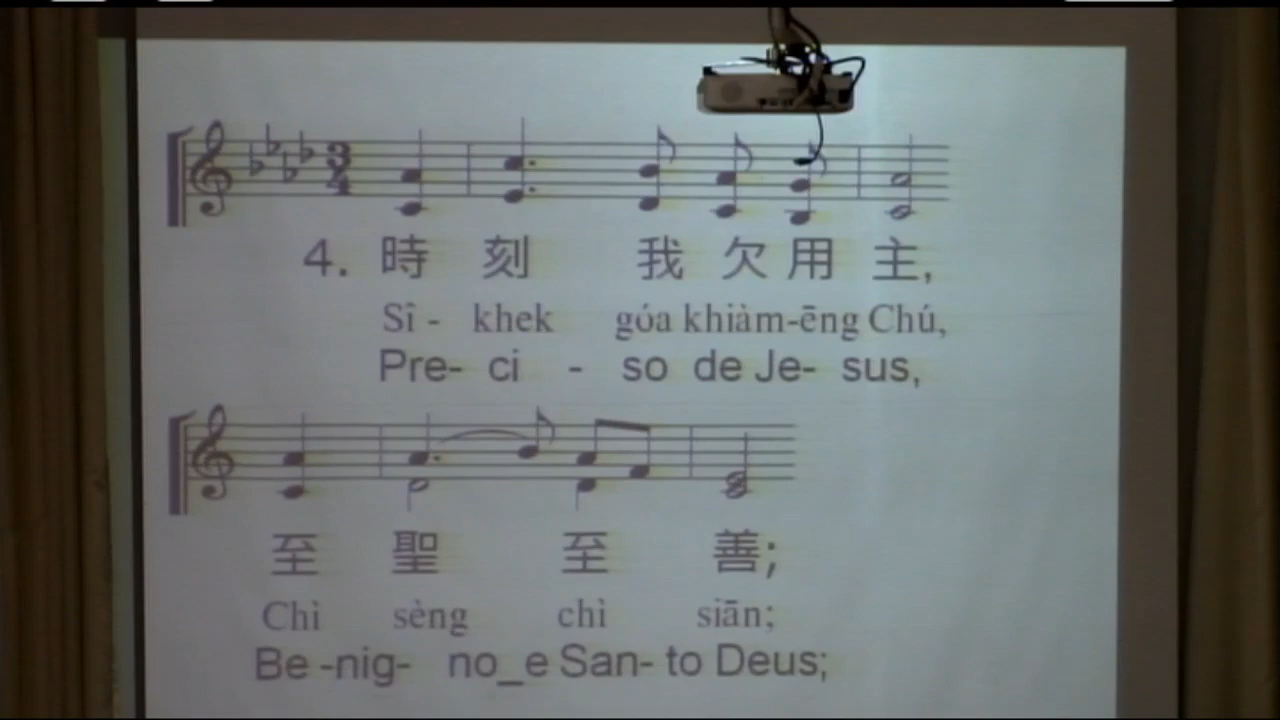 3
4
4. 時 刻 我 欠 用 主,
Sî - khek góa khiàm-ēng Chú,
Pre- ci - so de Je- sus,
至 聖 至 善;
Chì sèng chì siān;
Be -nig- no_e San- to Deus;